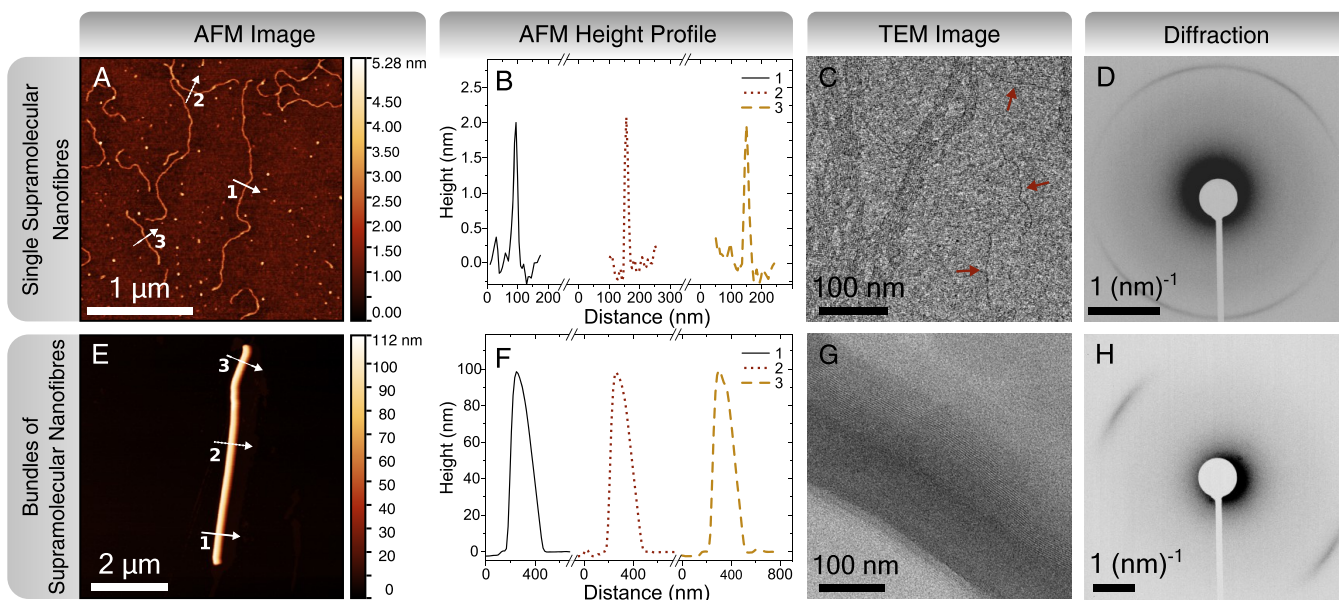 AFM Image
AFM Height Profile
TEM Image
Diffraction
Single Supramolecular
Nanofibres
A
1
2
3
1 µm
5.28 nm
4.50
4.00
3.50
3.00
2.50
2.00
1.50
1.00
0.00
B
1
2
3
Height (nm)
2.5
2.0
1.5
1.0
0.5
0.0
0 100 200
0 100 200 300
0 100 200
Distance (nm)
C
100 nm
D
1 (nm)-1
Bundles of
Supramolecular Nanofibres
E
3
2
1
2 µm
112 nm
100
90
80
70
60
50
40
30
20
0
F
1
2
3
Height (nm)
100
80
60
40
20
0
0 400
0 400
0 400 800
Distance (nm)
G
100 nm
H
1 (nm)-1